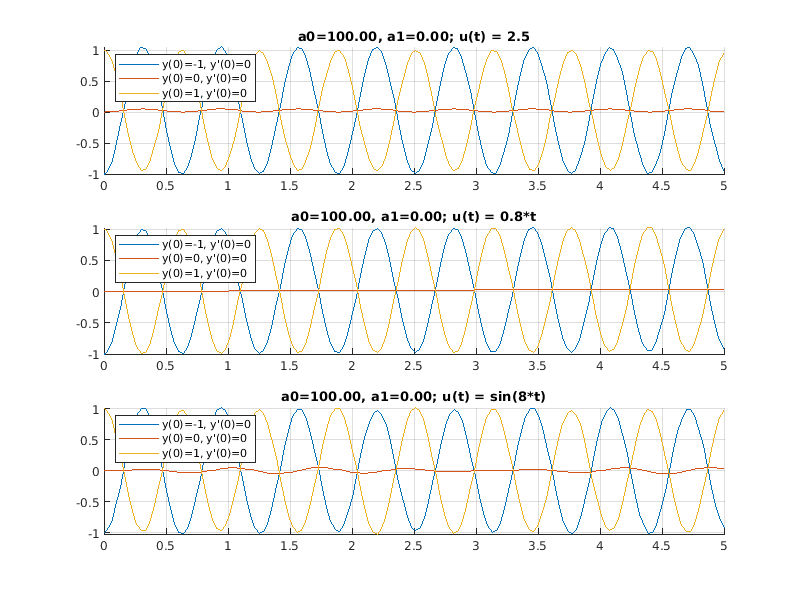 a0=100.00, a1=0.00; u(t) = 2.5
1
0.5
0
-0.5
-1
y(0)=-1, y'(0)=0
y(0)=0, y'(0)=0
y(0)=1, y'(0)=0
0 0.5 1 1.5 2 2.5 3 3.5 4 4.5 5
a0=100.00, a1=0.00; u(t) = 0.8*t
1
0.5
0
-0.5
-1
y(0)=-1, y'(0)=0
y(0)=0, y'(0)=0
y(0)=1, y'(0)=0
0 0.5 1 1.5 2 2.5 3 3.5 4 4.5 5
a0=100.00, a1=0.00; u(t) = sin(8*t)
1
0.5
0
-0.5
-1
y(0)=-1, y'(0)=0
y(0)=0, y'(0)=0
y(0)=1, y'(0)=0
0 0.5 1 1.5 2 2.5 3 3.5 4 4.5 5